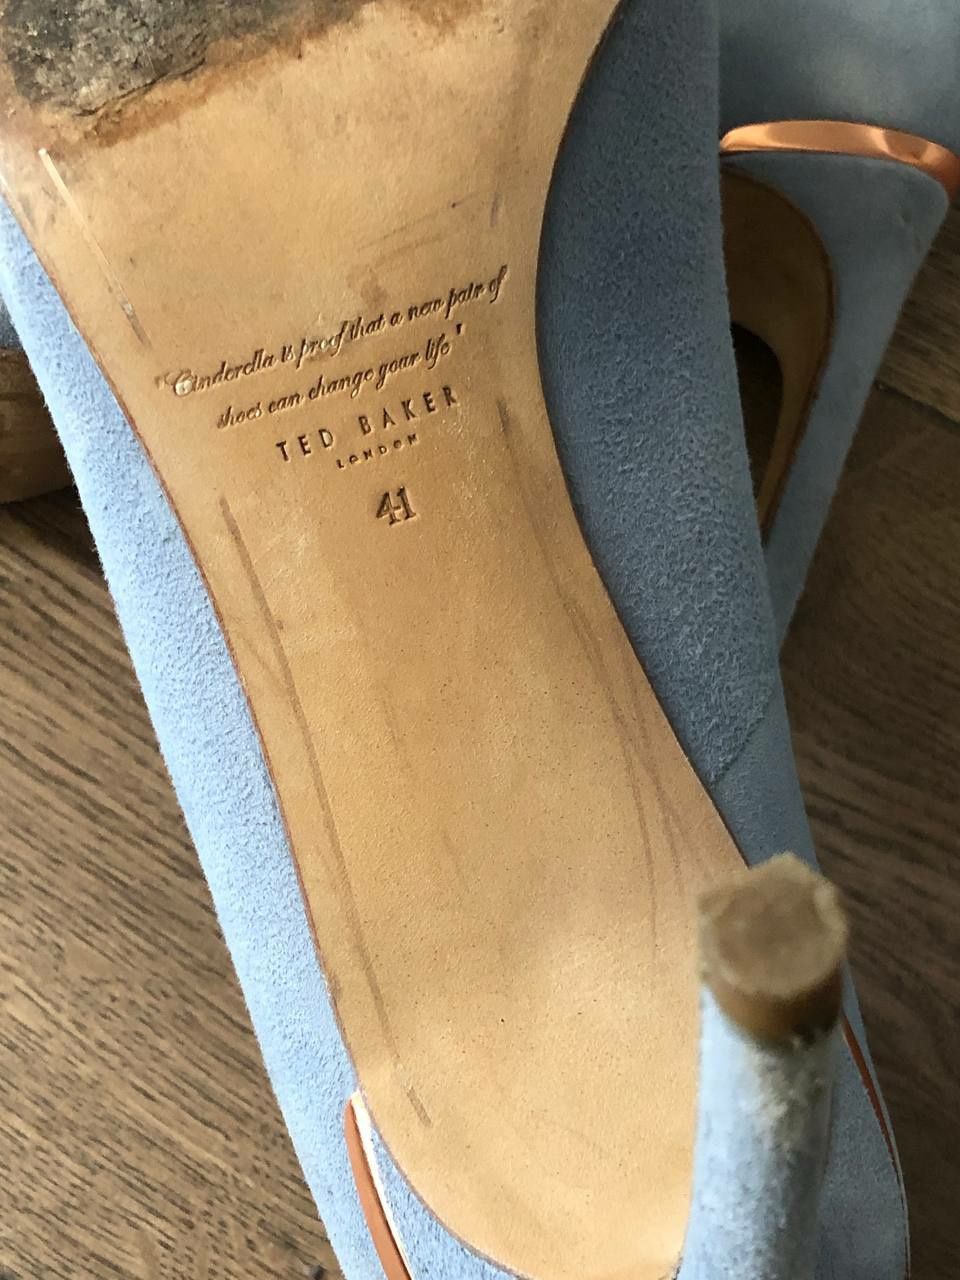 "Cinderella is proof that a new pair of
shoes can change your life"
TED BAKER
LONDON
41